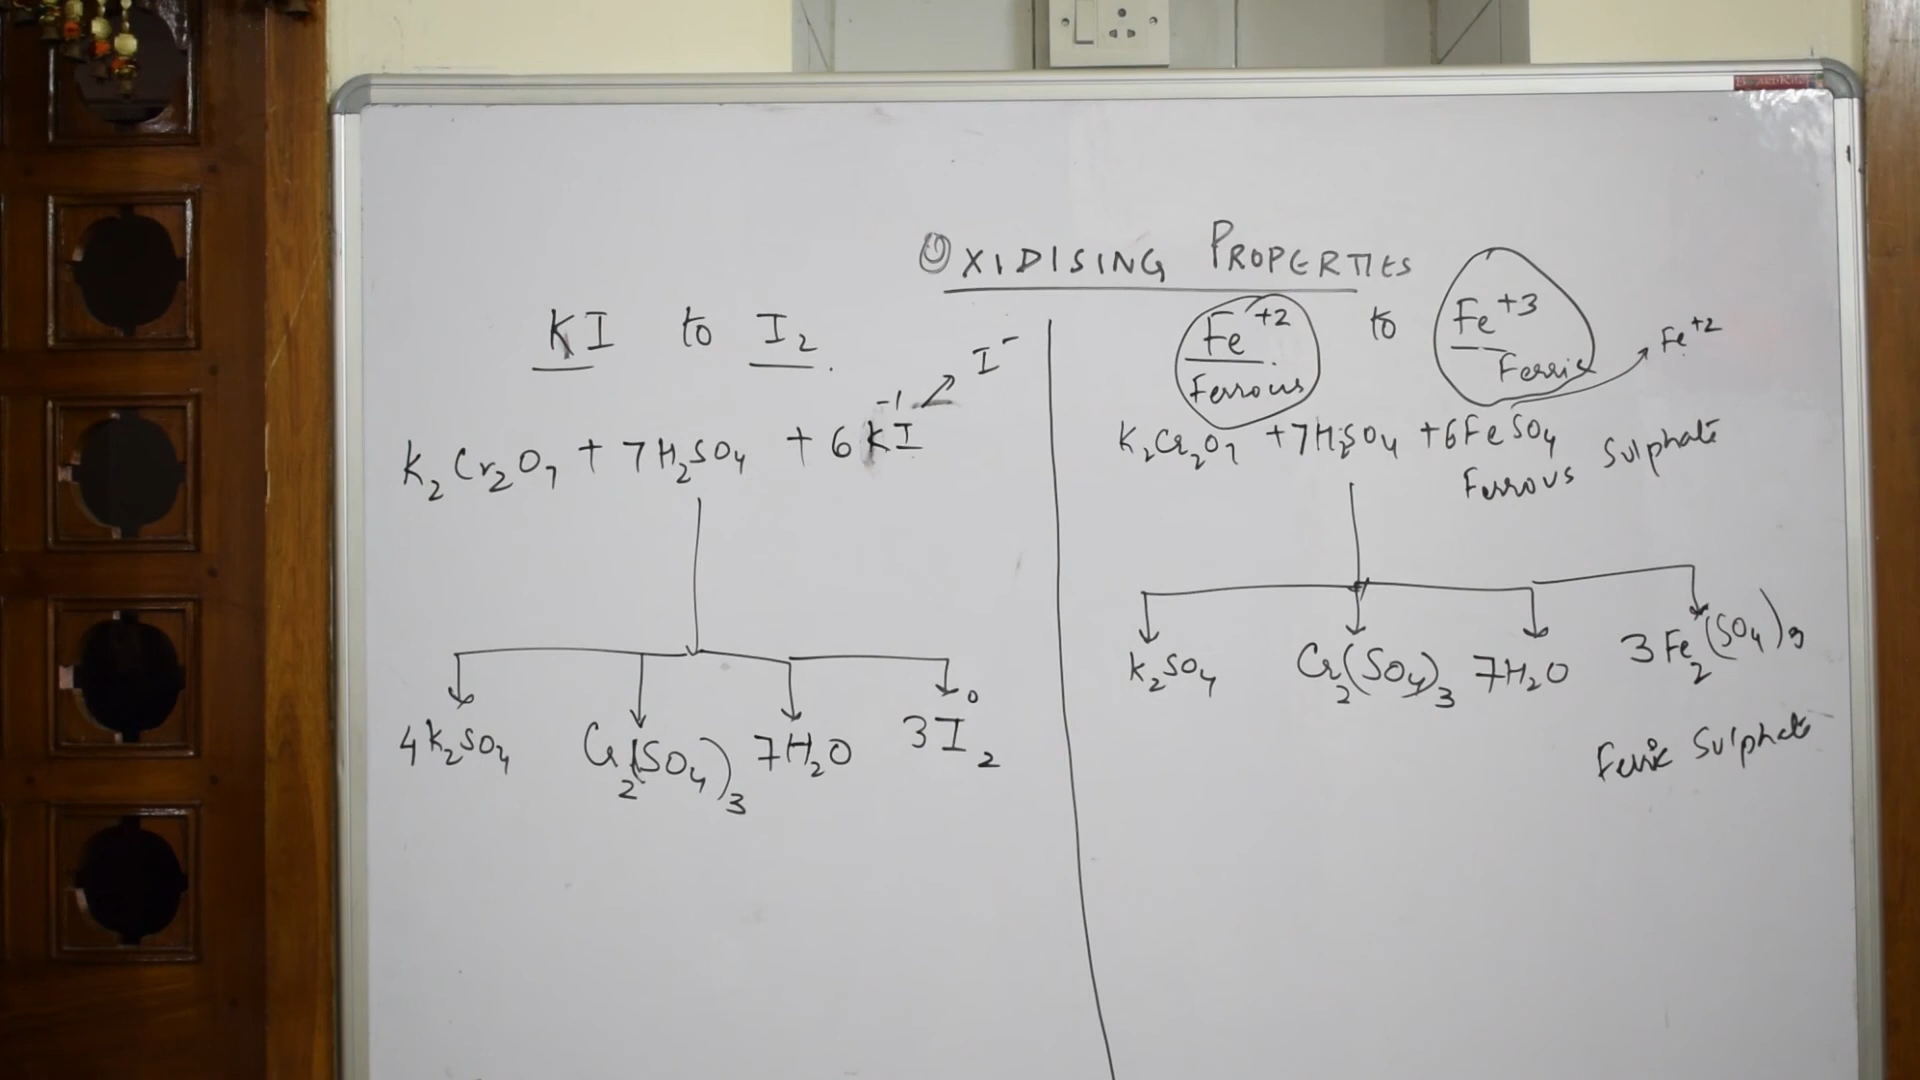 OXIDISING PROPERTIES
KI to I₂.
I⁻
-1
K₂Cr₂O₇ + 7H₂SO₄ + 6KI
4K₂SO₄ Cr₂(SO₄)₃ 7H₂O 3I₂⁰
Fe⁺² to Fe⁺³
Ferrous Ferric
Fe⁺²
K₂Cr₂O₇ +7H₂SO₄ +6FeSO₄
Ferrous Sulphate
K₂SO₄ Cr₂(SO₄)₃ 7H₂O 3Fe₂(SO₄)₃
Ferric Sulphate